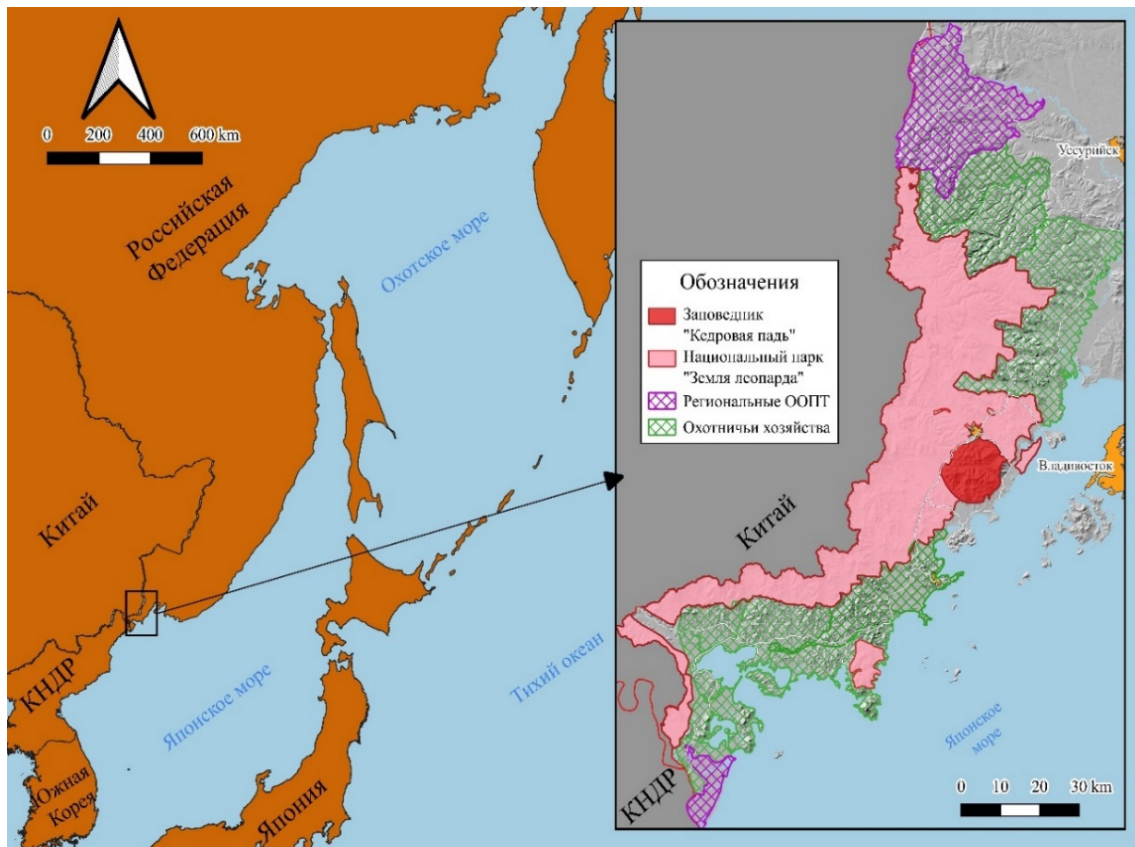 0 200 400 600 km
Российская
Федерация
Охотское море
Китай
КНДР
Японское море
Тихий океан
Южная
Корея
Япония
Уссурийск
Обозначения
Заповедник
"Кедровая падь"
Национальный парк
"Земля леопарда"
Региональные ООПТ
Охотничьи хозяйства
Владивосток
Китай
Японское
море
КНДР
0 10 20 30 km